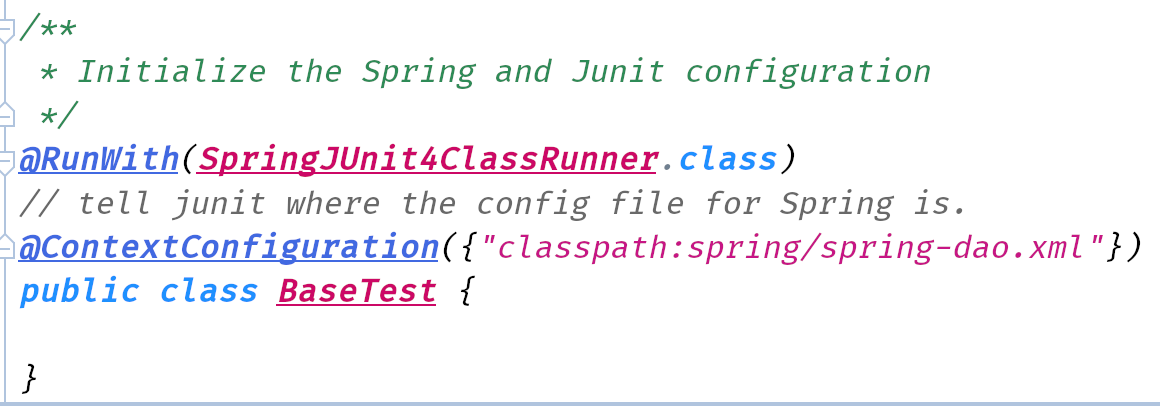 /**
 * Initialize the Spring and Junit configuration
 */
@RunWith(SpringJUnit4ClassRunner.class)
// tell junit where the config file for Spring is.
@ContextConfiguration({"classpath:spring/spring-dao.xml"})
public class BaseTest {
}